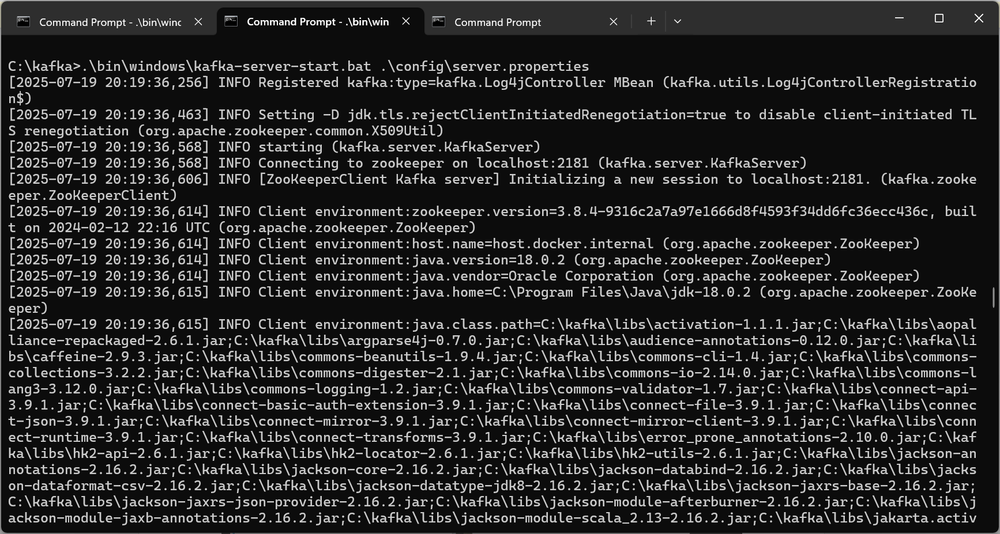 Command Prompt - .\bin\winc
Command Prompt - .\bin\win
Command Prompt
C:\kafka>.\bin\windows\kafka-server-start.bat .\config\server.properties
[2025-07-19 20:19:36,256] INFO Registered kafka:type=kafka.Log4jController MBean (kafka.utils.Log4jControllerRegistratio
n$)
[2025-07-19 20:19:36,463] INFO Setting -D jdk.tls.rejectClientInitiatedRenegotiation=true to disable client-initiated TL
S renegotiation (org.apache.zookeeper.common.X509Util)
[2025-07-19 20:19:36,568] INFO starting (kafka.server.KafkaServer)
[2025-07-19 20:19:36,568] INFO Connecting to zookeeper on localhost:2181 (kafka.server.KafkaServer)
[2025-07-19 20:19:36,606] INFO [ZooKeeperClient Kafka server] Initializing a new session to localhost:2181. (kafka.zooke
eper.ZooKeeperClient)
[2025-07-19 20:19:36,614] INFO Client environment:zookeeper.version=3.8.4-9316c2a7a97e1666d8f4593f34dd6fc36ecc436c, buil
t on 2024-02-12 22:16 UTC (org.apache.zookeeper.ZooKeeper)
[2025-07-19 20:19:36,614] INFO Client environment:host.name=host.docker.internal (org.apache.zookeeper.ZooKeeper)
[2025-07-19 20:19:36,614] INFO Client environment:java.version=18.0.2 (org.apache.zookeeper.ZooKeeper)
[2025-07-19 20:19:36,614] INFO Client environment:java.vendor=Oracle Corporation (org.apache.zookeeper.ZooKeeper)
[2025-07-19 20:19:36,615] INFO Client environment:java.home=C:\Program Files\Java\jdk-18.0.2 (org.apache.zookeeper.ZooKe
eper)
[2025-07-19 20:19:36,615] INFO Client environment:java.class.path=C:\kafka\libs\activation-1.1.1.jar;C:\kafka\libs\aopal
liance-repackaged-2.6.1.jar;C:\kafka\libs\argparse4j-0.7.0.jar;C:\kafka\libs\audience-annotations-0.12.0.jar;C:\kafka\li
bs\caffeine-2.9.3.jar;C:\kafka\libs\commons-beanutils-1.9.4.jar;C:\kafka\libs\commons-cli-1.4.jar;C:\kafka\libs\commons-
collections-3.2.2.jar;C:\kafka\libs\commons-digester-2.1.jar;C:\kafka\libs\commons-io-2.14.0.jar;C:\kafka\libs\commons-l
ang3-3.12.0.jar;C:\kafka\libs\commons-logging-1.2.jar;C:\kafka\libs\commons-validator-1.7.jar;C:\kafka\libs\connect-api-
3.9.1.jar;C:\kafka\libs\connect-basic-auth-extension-3.9.1.jar;C:\kafka\libs\connect-file-3.9.1.jar;C:\kafka\libs\connec
t-json-3.9.1.jar;C:\kafka\libs\connect-mirror-3.9.1.jar;C:\kafka\libs\connect-mirror-client-3.9.1.jar;C:\kafka\libs\conn
ect-runtime-3.9.1.jar;C:\kafka\libs\connect-transforms-3.9.1.jar;C:\kafka\libs\error_prone_annotations-2.10.0.jar;C:\kaf
ka\libs\hk2-api-2.6.1.jar;C:\kafka\libs\hk2-locator-2.6.1.jar;C:\kafka\libs\hk2-utils-2.6.1.jar;C:\kafka\libs\jackson-an
notations-2.16.2.jar;C:\kafka\libs\jackson-core-2.16.2.jar;C:\kafka\libs\jackson-databind-2.16.2.jar;C:\kafka\libs\jacks
on-dataformat-csv-2.16.2.jar;C:\kafka\libs\jackson-datatype-jdk8-2.16.2.jar;C:\kafka\libs\jackson-jaxrs-base-2.16.2.jar;
C:\kafka\libs\jackson-jaxrs-json-provider-2.16.2.jar;C:\kafka\libs\jackson-module-afterburner-2.16.2.jar;C:\kafka\libs\j
ackson-module-jaxb-annotations-2.16.2.jar;C:\kafka\libs\jackson-module-scala_2.13-2.16.2.jar;C:\kafka\libs\jakarta.activ